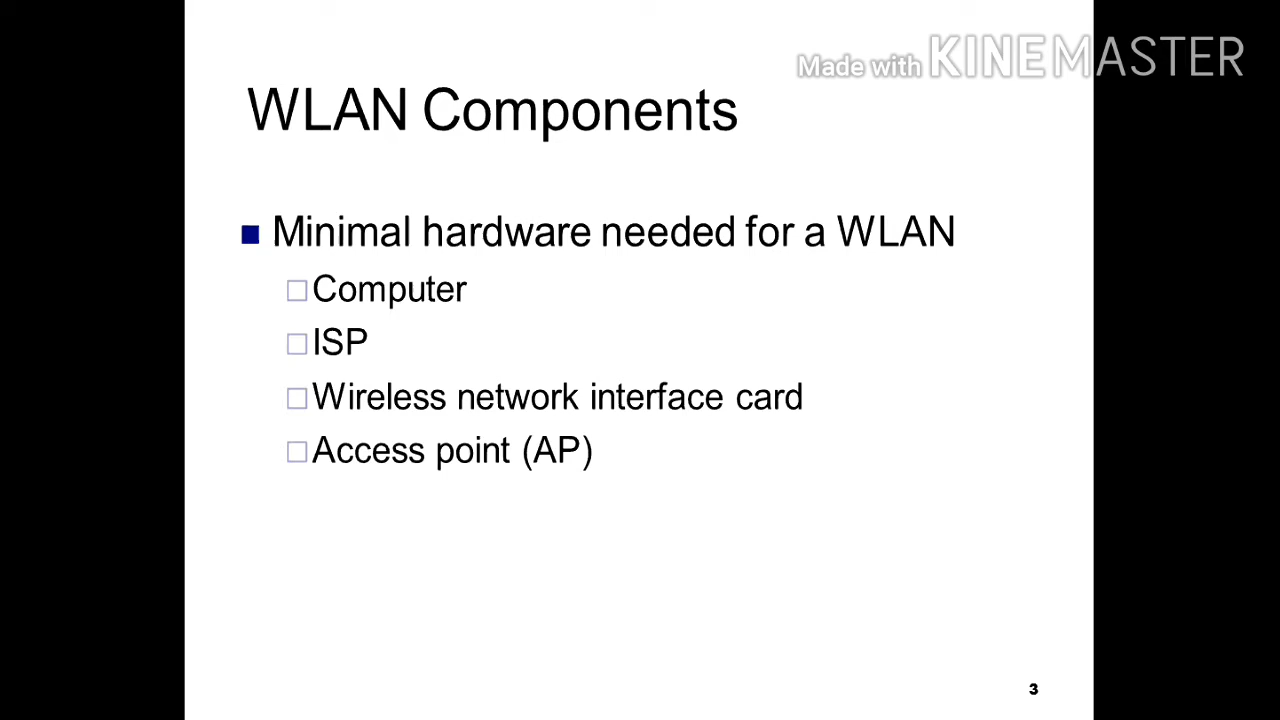 Made with KINEMASTER
WLAN Components
Minimal hardware needed for a WLAN
Computer
ISP
Wireless network interface card
Access point (AP)
3